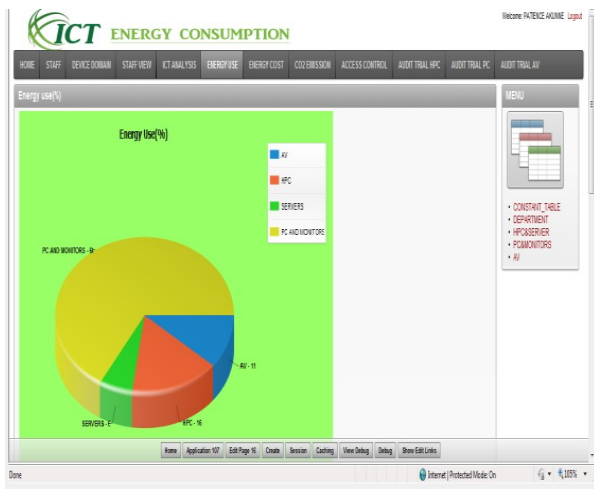 Welcome: PATIENCE AKUNNE Logout
ICT ENERGY CONSUMPTION
HOME STAFF DEVICE DOMAIN STAFF VIEW ICT ANALYSIS ENERGY USE ENERGY COST CO2 EMISSION ACCESS CONTROL AUDIT TRIAL HPC AUDIT TRIAL PC AUDIT TRIAL AV
Energy use(%)
MENU
Energy Use(%)
AV
HPC
SERVERS
PC AND MONITORS
• CONSTANT_TABLE
• DEPARTMENT
• HPC&SERVER
• PC&MONITORS
• AV
PC AND MONITORS -
AV - 11
SERVERS -
HPC - 16
Home Application 107 Edit Page 16 Create Session Caching View Debug Debug Show Edit Links
Done Internet | Protected Mode: On 105%